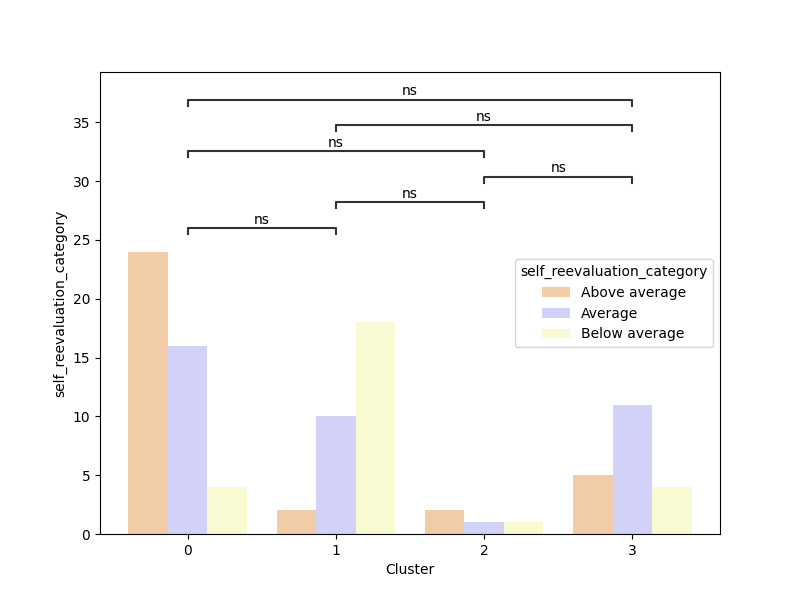 ns
ns
ns
ns
ns
ns
35
30
25
20
15
10
5
0
self_reevaluation_category
self_reevaluation_category
Above average
Average
Below average
0 1 2 3
Cluster